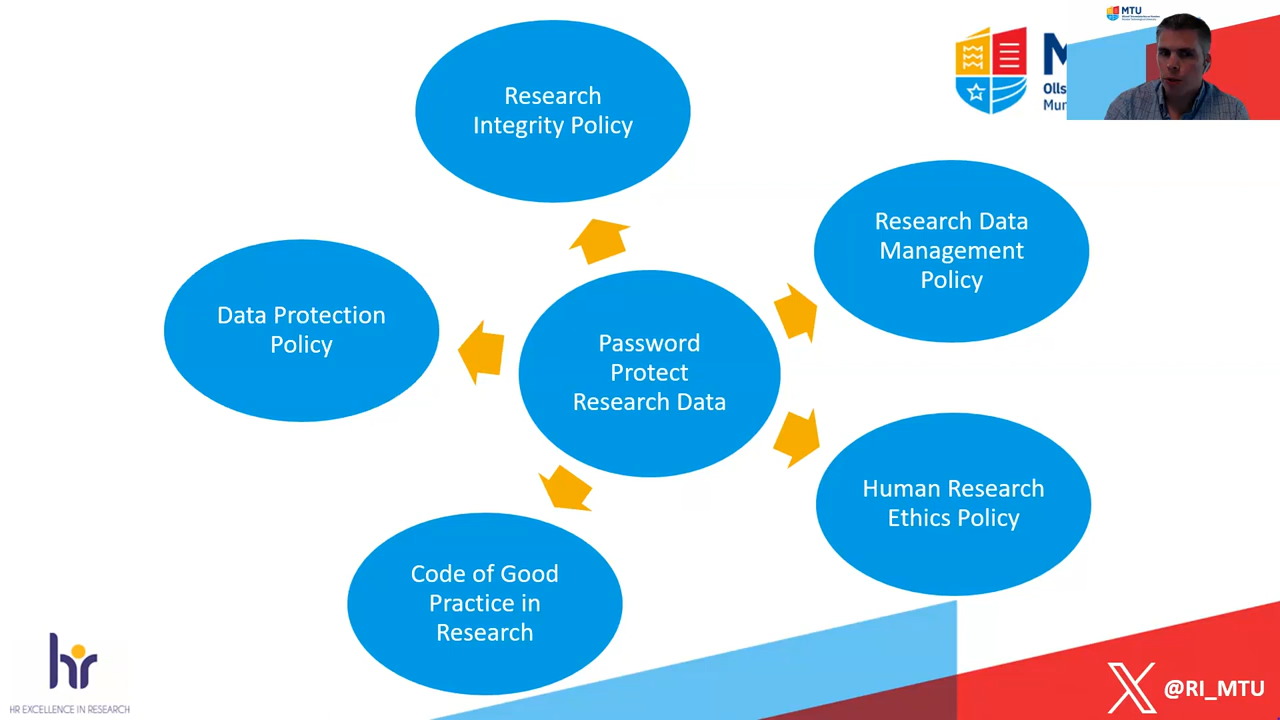 Research
Integrity Policy
MTU
Research Data
Management
Policy
Data Protection
Policy
Password
Protect
Research Data
Human Research
Ethics Policy
Code of Good
Practice in
Research
HR EXCELLENCE IN RESEARCH
@RI_MTU